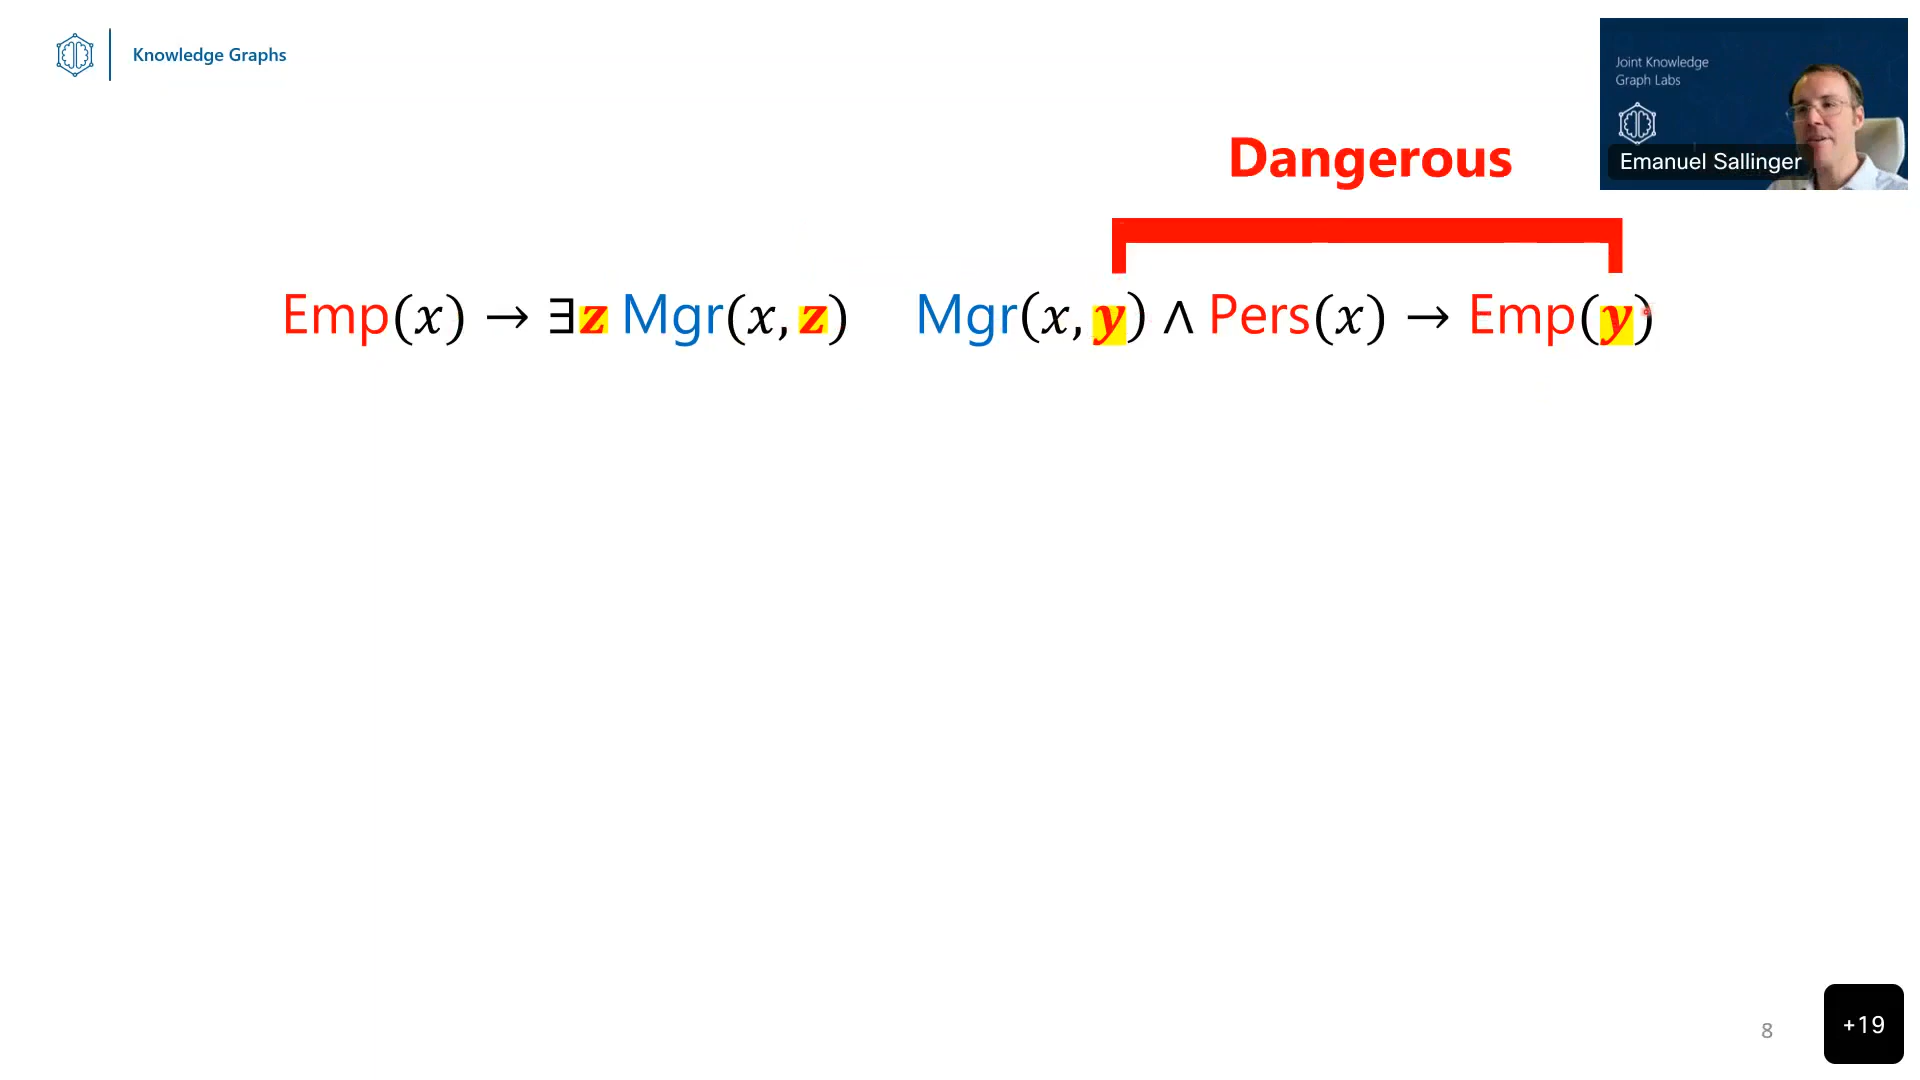 Knowledge Graphs
Joint Knowledge
Graph Labs
Emanuel Sallinger
Dangerous
Emp(x) → ∃z Mgr(x, z) Mgr(x, y) ∧ Pers(x) → Emp(y)
8
+19